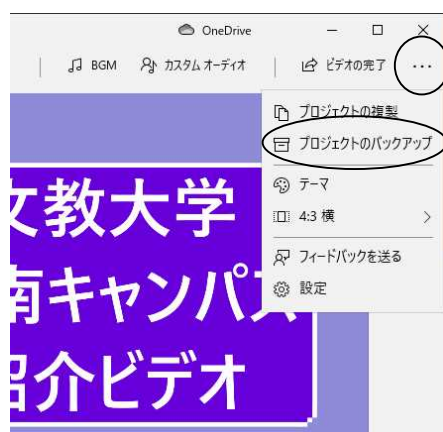 OneDrive
BGM カスタム オーディオ ビデオの完了 ...
プロジェクトの複製
プロジェクトのバックアップ
テーマ
4:3 横
フィードバックを送る
設定
文教大学
南キャンパス
紹介ビデオ